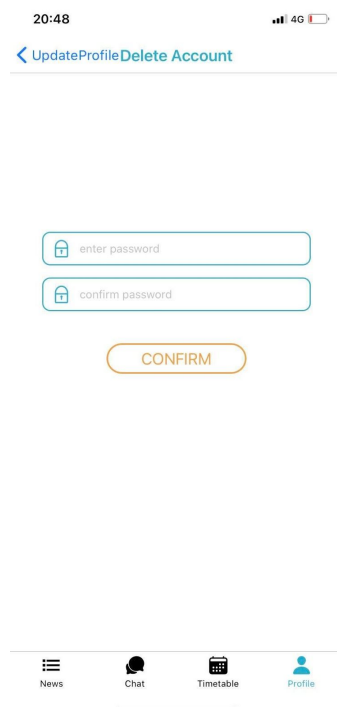 20:48 4G
UpdateProfile Delete Account
enter password
confirm password
CONFIRM
News Chat Timetable Profile